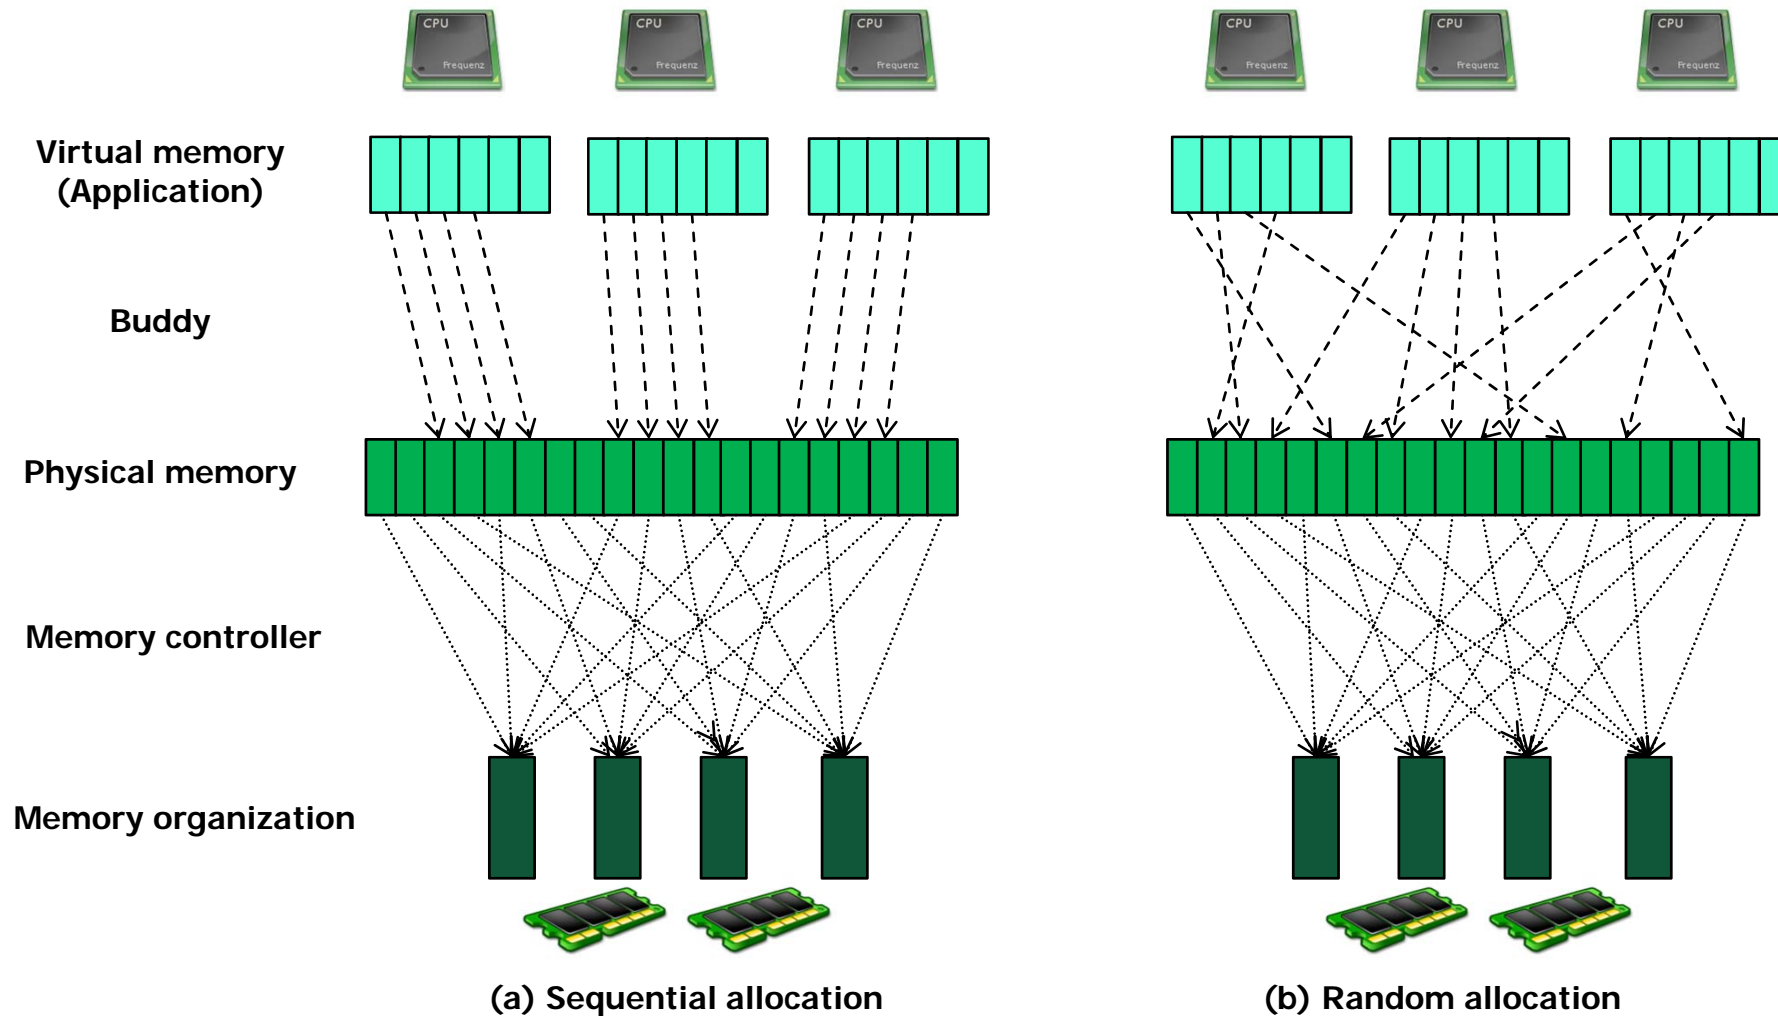 CPU
Frequenz
CPU
Frequenz
CPU
Frequenz
CPU
Frequenz
CPU
Frequenz
CPU
Frequenz
Virtual memory
(Application)
Buddy
Physical memory
Memory controller
Memory organization
(a) Sequential allocation
(b) Random allocation